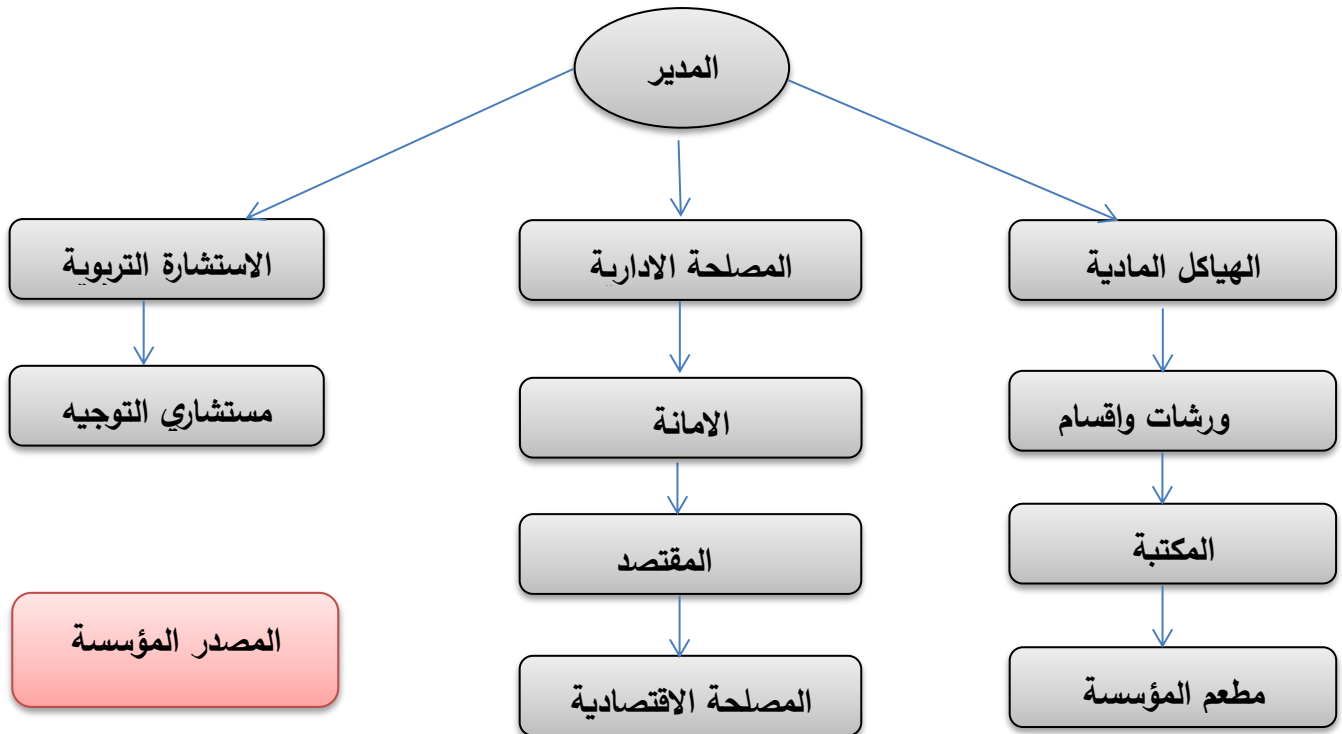 المدير
الهياكل المادية
المصلحة الادارية
الاستشارة التربوية
ورشات واقسام
الامانة
مستشاري التوجيه
المكتبة
المقتصد
المصدر المؤسسة
مطعم المؤسسة
المصلحة الاقتصادية